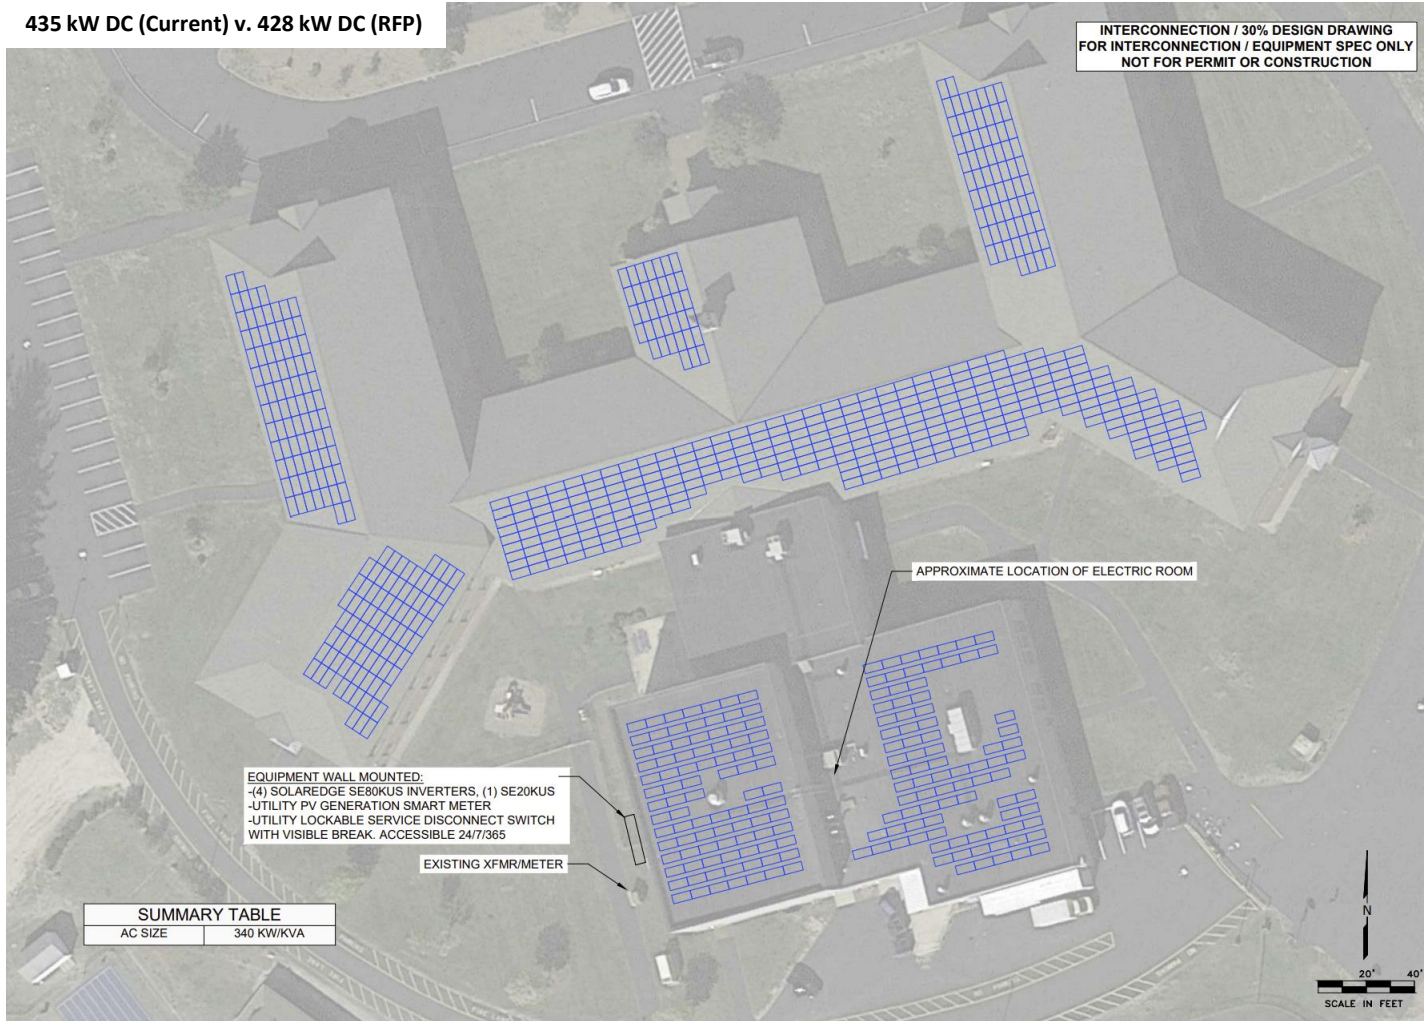 435 kW DC (Current) v. 428 kW DC (RFP)
INTERCONNECTION / 30% DESIGN DRAWING
FOR INTERCONNECTION / EQUIPMENT SPEC ONLY
NOT FOR PERMIT OR CONSTRUCTION
APPROXIMATE LOCATION OF ELECTRIC ROOM
EQUIPMENT WALL MOUNTED:
-(4) SOLAREDGE SE80KUS INVERTERS, (1) SE20KUS
-UTILITY PV GENERATION SMART METER
-UTILITY LOCKABLE SERVICE DISCONNECT SWITCH
WITH VISIBLE BREAK. ACCESSIBLE 24/7/365
EXISTING XFMR/METER
SUMMARY TABLE
AC SIZE 340 KW/KVA
N
20' 40'
SCALE IN FEET